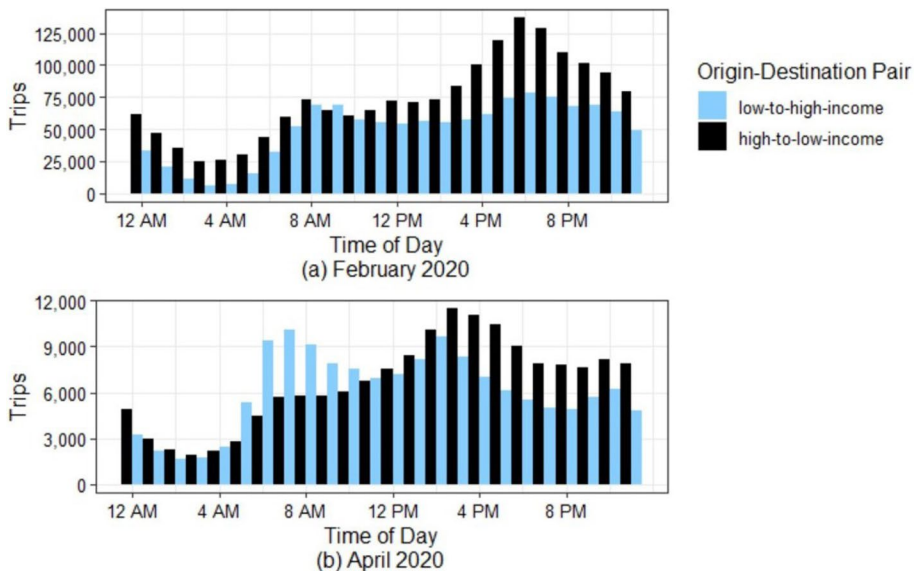 125,000
100,000
75,000
50,000
25,000
0
Trips
12 AM 4 AM 8 AM 12 PM 4 PM 8 PM
Time of Day
(a) February 2020
Origin-Destination Pair
low-to-high-income
high-to-low-income
12,000
9,000
6,000
3,000
0
Trips
12 AM 4 AM 8 AM 12 PM 4 PM 8 PM
Time of Day
(b) April 2020